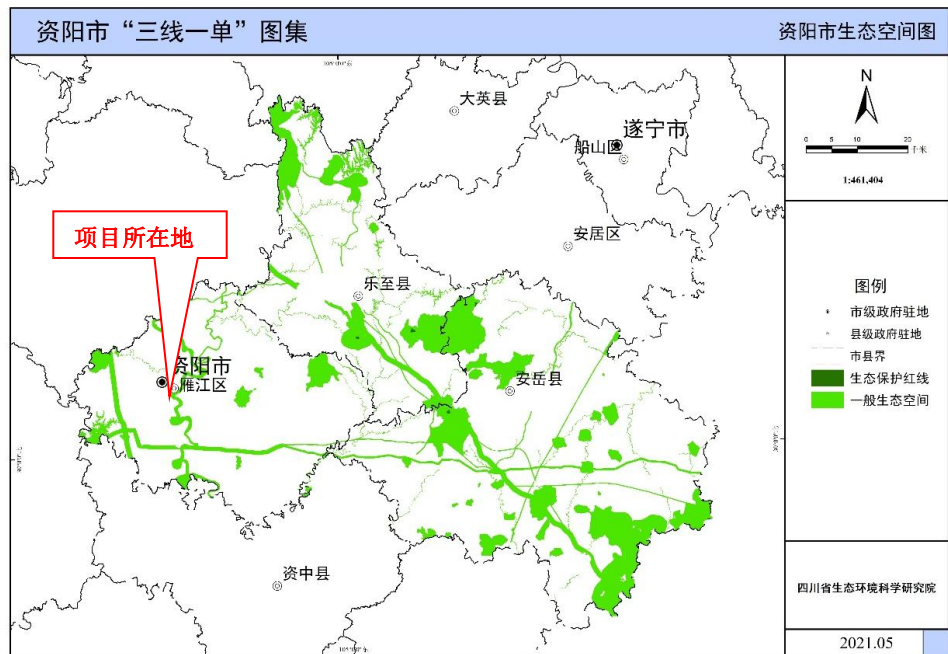 资阳市“三线一单”图集
资阳市生态空间图
大英县
遂宁市
船山区
安居区
项目所在地
乐至县
资阳市
雁江区
安岳县
资中县
N
0 5 10 20
千米
1:461,404
图例
市级政府驻地
县级政府驻地
市县界
生态保护红线
一般生态空间
四川省生态环境科学研究院
2021.05